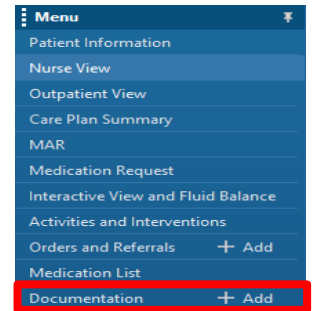 Menu
Patient Information
Nurse View
Outpatient View
Care Plan Summary
MAR
Medication Request
Interactive View and Fluid Balance
Activities and Interventions
Orders and Referrals + Add
Medication List
Documentation + Add